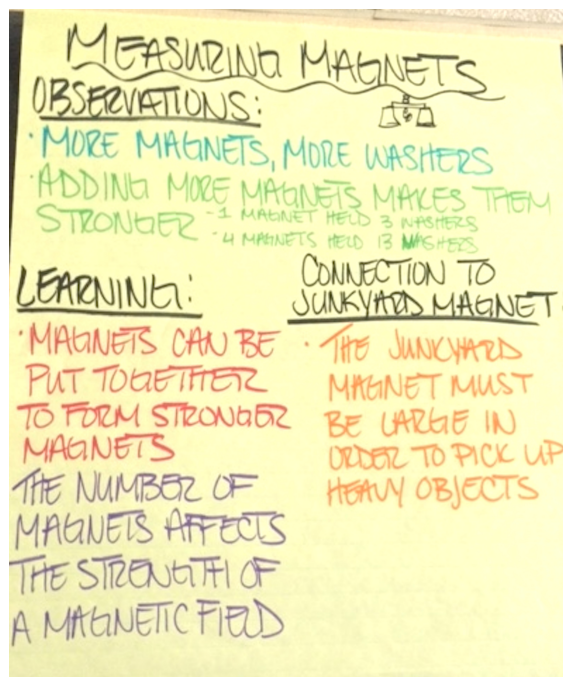 MEASURING MAGNETS
OBSERVATIONS:
• MORE MAGNETS, MORE WASHERS
• ADDING MORE MAGNETS MAKES THEM
STRONGER - 1 MAGNET HELD 3 WASHERS
- 4 MAGNETS HELD 13 WASHERS
LEARNING:
• MAGNETS CAN BE
PUT TOGETHER
TO FORM STRONGER
MAGNETS
THE NUMBER OF
MAGNETS AFFECTS
THE STRENGTH OF
A MAGNETIC FIELD
CONNECTION TO
JUNKYARD MAGNET
• THE JUNKYARD
MAGNET MUST
BE LARGE IN
ORDER TO PICK UP
HEAVY OBJECTS